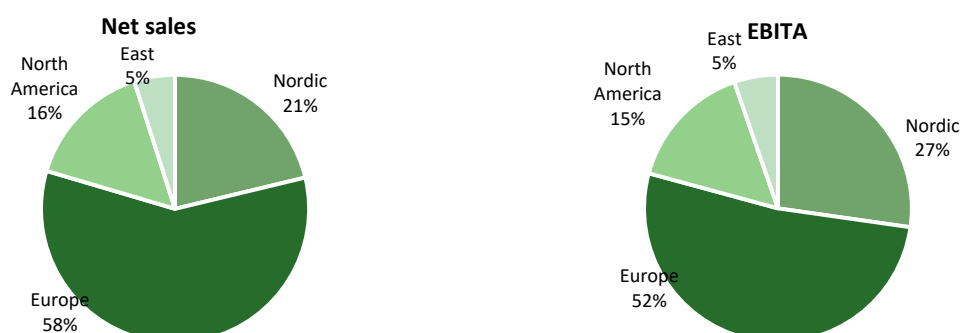 Net sales
East
5%
North
America
16%
Nordic
21%
Europe
58%
EBITA
East
5%
North
America
15%
Nordic
27%
Europe
52%